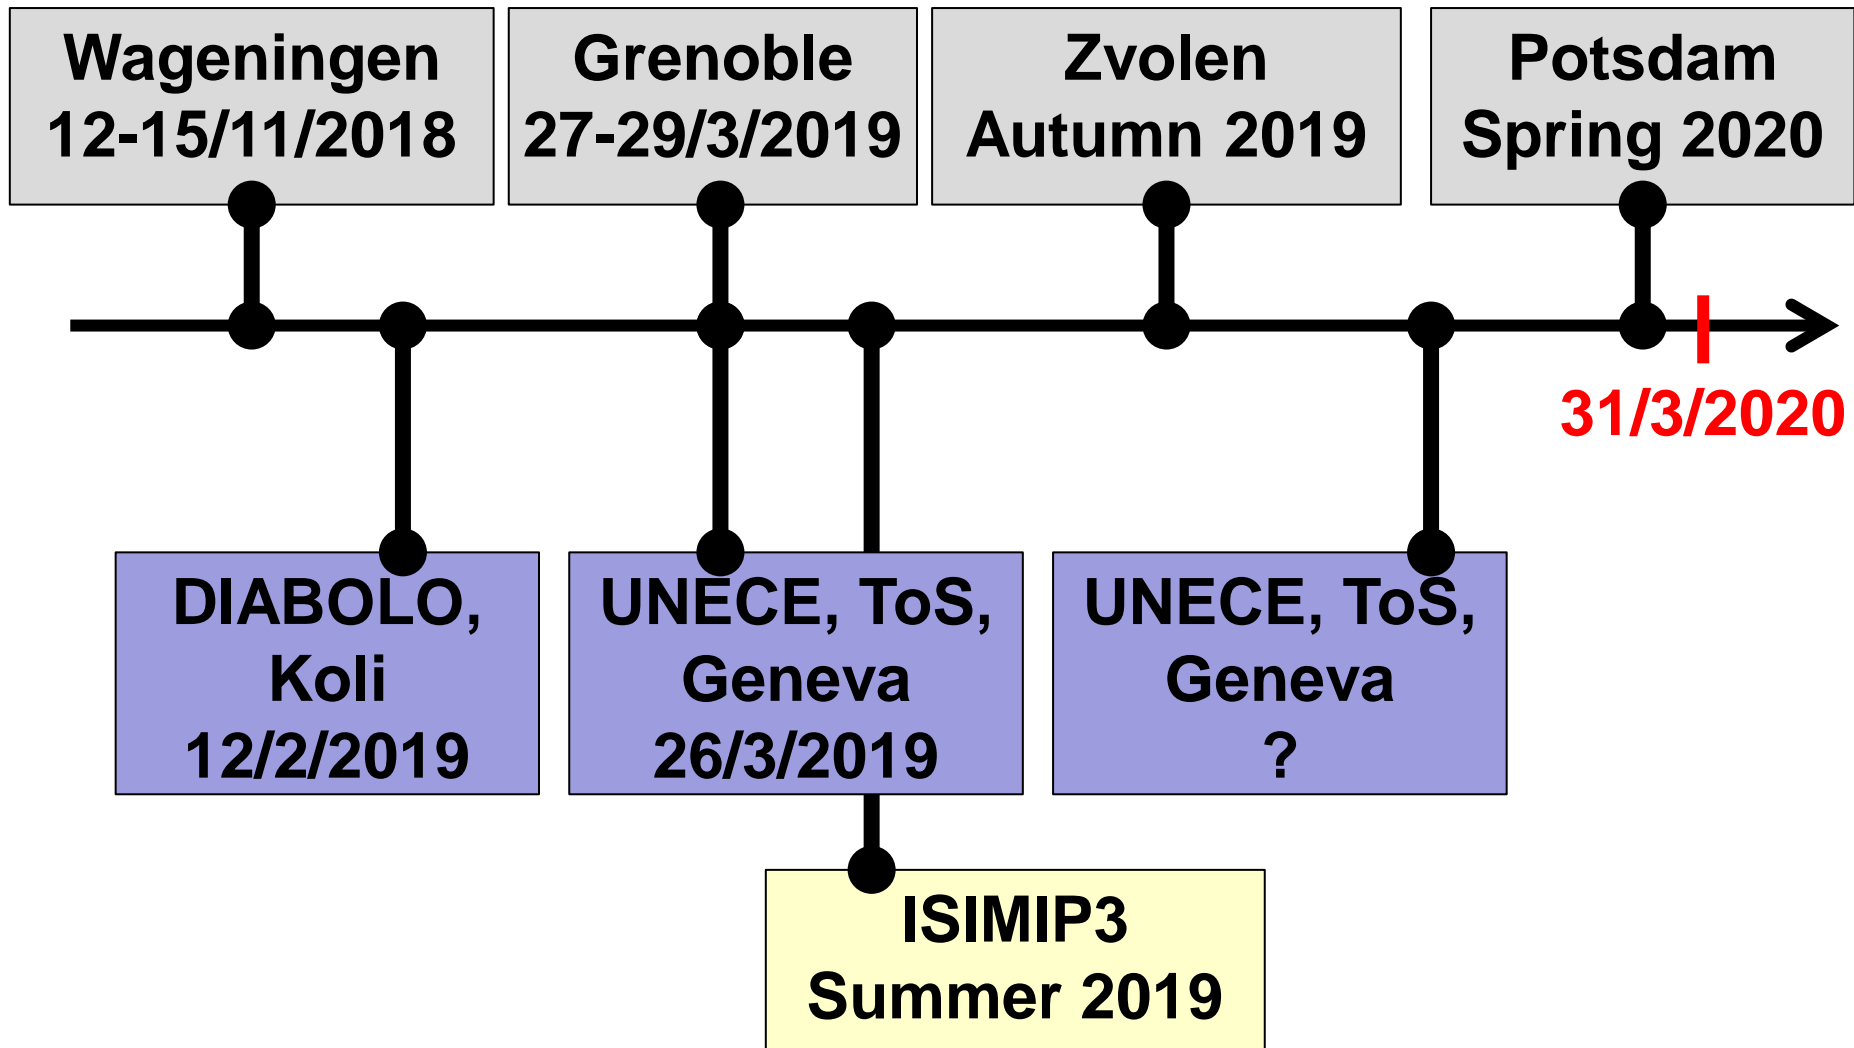 Wageningen
12-15/11/2018
Grenoble
27-29/3/2019
Zvolen
Autumn 2019
Potsdam
Spring 2020
31/3/2020
DIABOLO,
Koli
12/2/2019
UNECE, ToS,
Geneva
26/3/2019
UNECE, ToS,
Geneva
?
ISIMIP3
Summer 2019